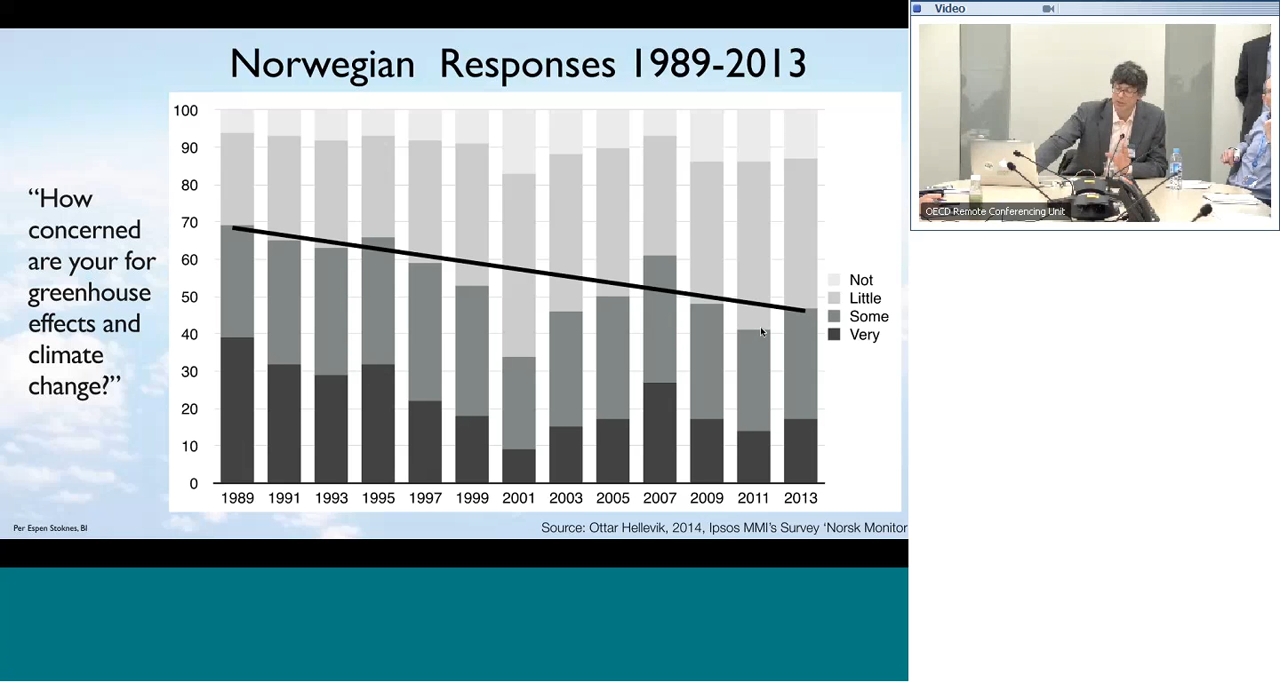 Video
Norwegian Responses 1989-2013
“How
concerned
are your for
greenhouse
effects and
climate
change?”
100
90
80
70
60
50
40
30
20
10
0
1989 1991 1993 1995 1997 1999 2001 2003 2005 2007 2009 2011 2013
Not
Little
Some
Very
Per Espen Stoknes, BI
Source: Ottar Hellevik, 2014, Ipsos MMI's Survey ‘Norsk Monitor
OECD Remote Conferencing Unit